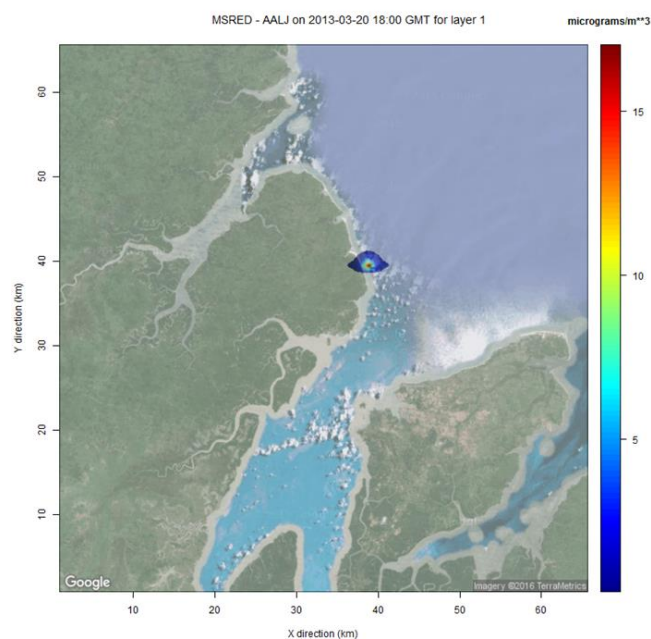 MSRED - AALJ on 2013-03-20 18:00 GMT for layer 1
micrograms/m**3
60
50
40
30
20
10
Y direction (km)
15
10
5
Google
Imagery ©2016 TerraMetrics
10 20 30 40 50 60
X direction (km)